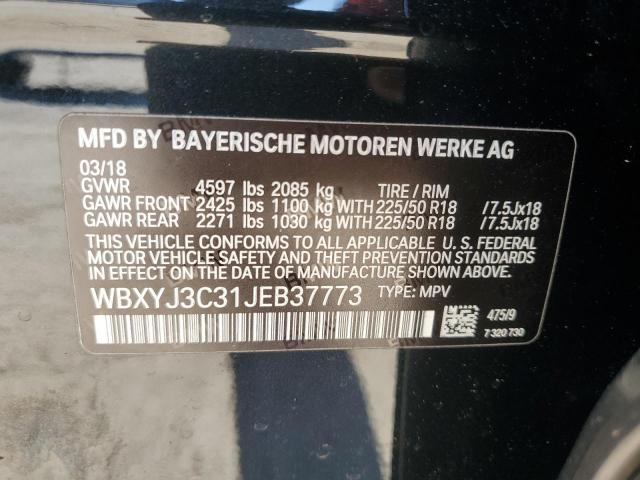 MFD BY BAYERISCHE MOTOREN WERKE AG
03/18
GVWR 4597 lbs 2085 kg TIRE / RIM
GAWR FRONT 2425 lbs 1100 kg WITH 225/50 R18 /7.5Jx18
GAWR REAR 2271 lbs 1030 kg WITH 225/50 R18 /7.5Jx18
THIS VEHICLE CONFORMS TO ALL APPLICABLE U. S. FEDERAL
MOTOR VEHICLE SAFETY AND THEFT PREVENTION STANDARDS
IN EFFECT ON THE DATE OF MANUFACTURE SHOWN ABOVE.
WBXYJ3C31JEB37773 TYPE: MPV
475/9
7 320 730